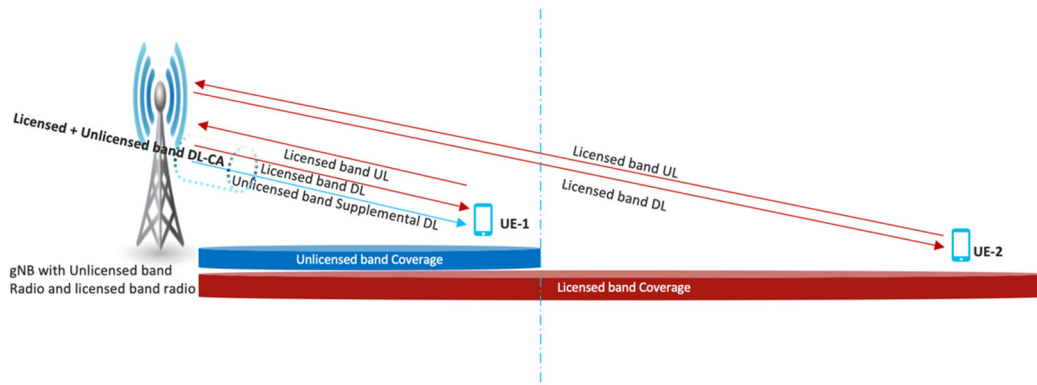 Licensed + Unlicensed band DL-CA
Licensed band UL
Licensed band DL
Unlicensed band Supplemental DL
UE-1
Licensed band UL
Licensed band DL
UE-2
gNB with Unlicensed band
Radio and licensed band radio
Unlicensed band Coverage
Licensed band Coverage